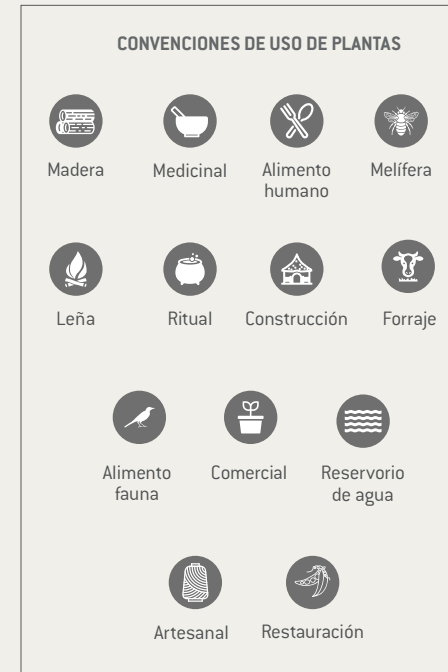 CONVENCIONES DE USO DE PLANTAS
Madera
Medicinal
Alimento
humano
Melífera
Leña
Ritual
Construcción
Forraje
Alimento
fauna
Comercial
Reservorio
de agua
Artesanal
Restauración